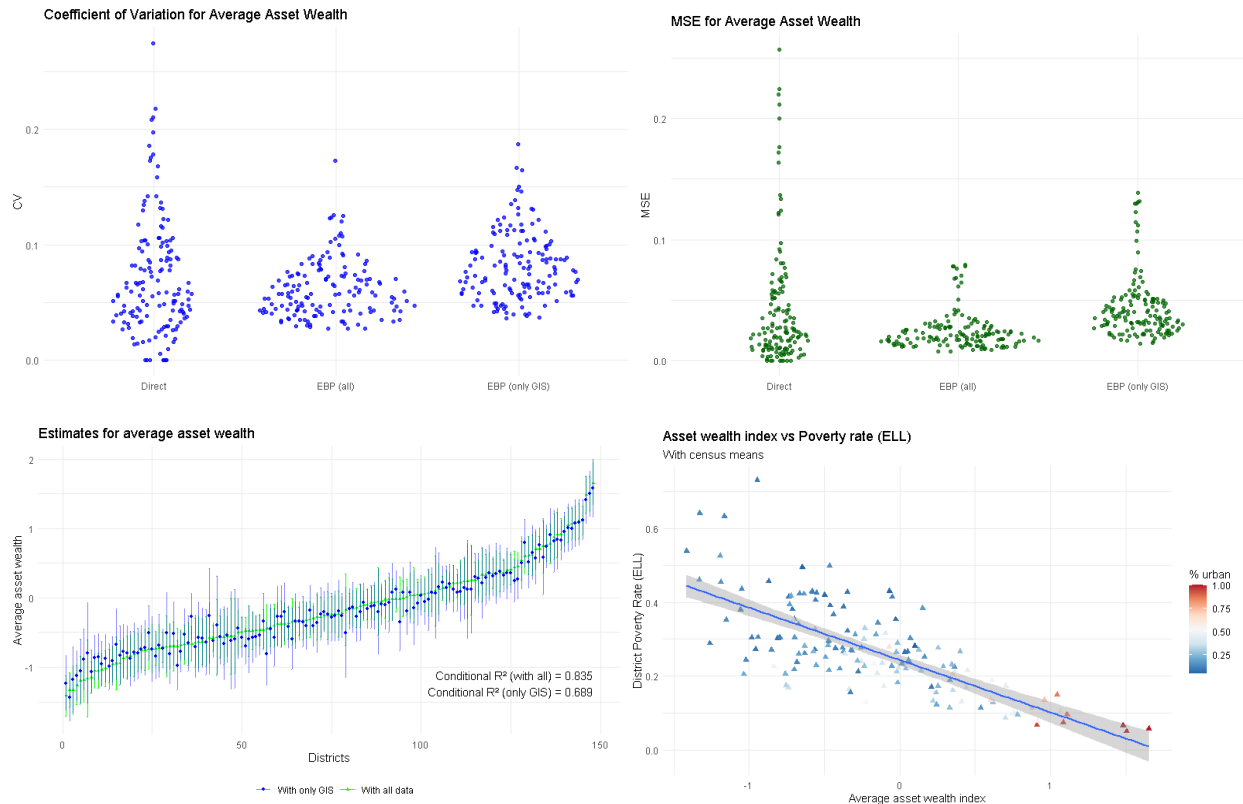 Coefficient of Variation for Average Asset Wealth
CV
0.2
0.1
0.0
Direct
EBP (all)
EBP (only GIS)
MSE for Average Asset Wealth
MSE
0.2
0.1
0.0
Direct
EBP (all)
EBP (only GIS)
Estimates for average asset wealth
Average asset wealth
2
1
0
-1
Conditional R² (with all) = 0.835
Conditional R² (only GIS) = 0.689
0
50
100
150
Districts
With only GIS
With all data
Asset wealth index vs Poverty rate (ELL)
With census means
District Poverty Rate (ELL)
0.6
0.4
0.2
0.0
-1
0
1
Average asset wealth index
% urban
1.00
0.75
0.50
0.25